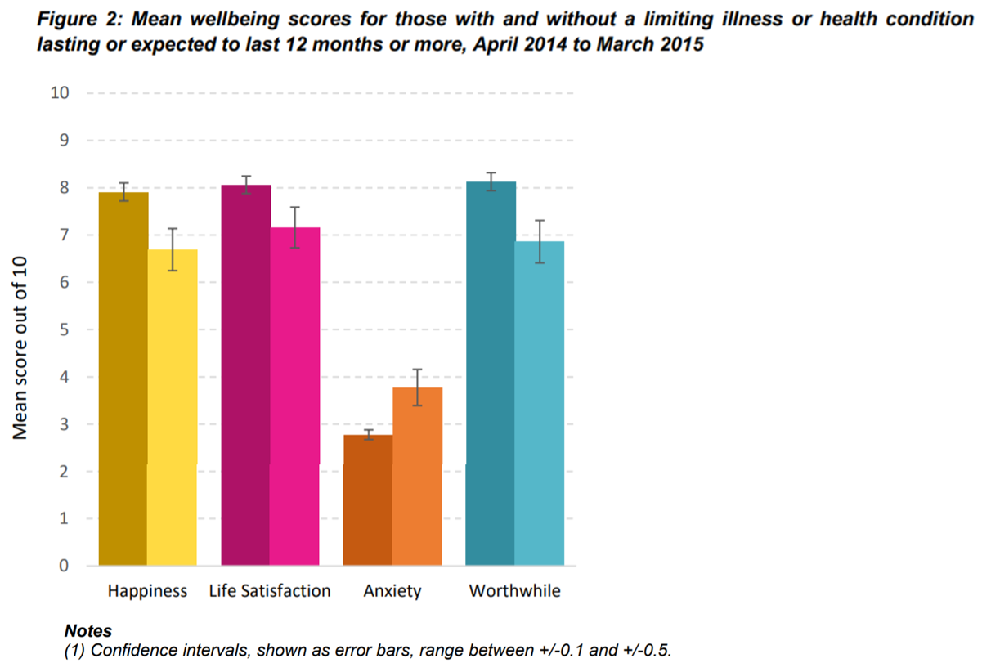 Figure 2: Mean wellbeing scores for those with and without a limiting illness or health condition
lasting or expected to last 12 months or more, April 2014 to March 2015
10
9
8
7
6
5
4
3
2
1
0
Mean score out of 10
Happiness
Life Satisfaction
Anxiety
Worthwhile
Notes
(1) Confidence intervals, shown as error bars, range between +/-0.1 and +/-0.5.